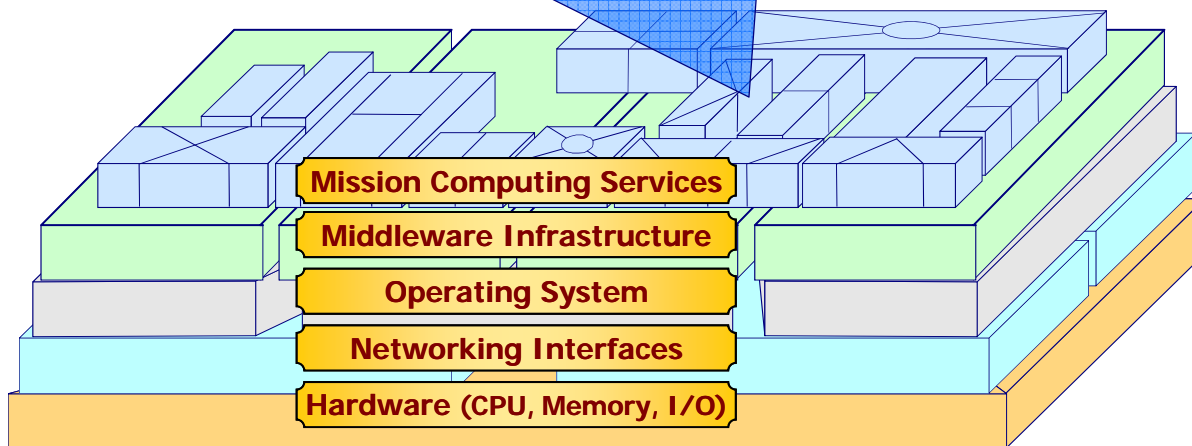 Mission Computing Services
Middleware Infrastructure
Operating System
Networking Interfaces
Hardware (CPU, Memory, I/O)